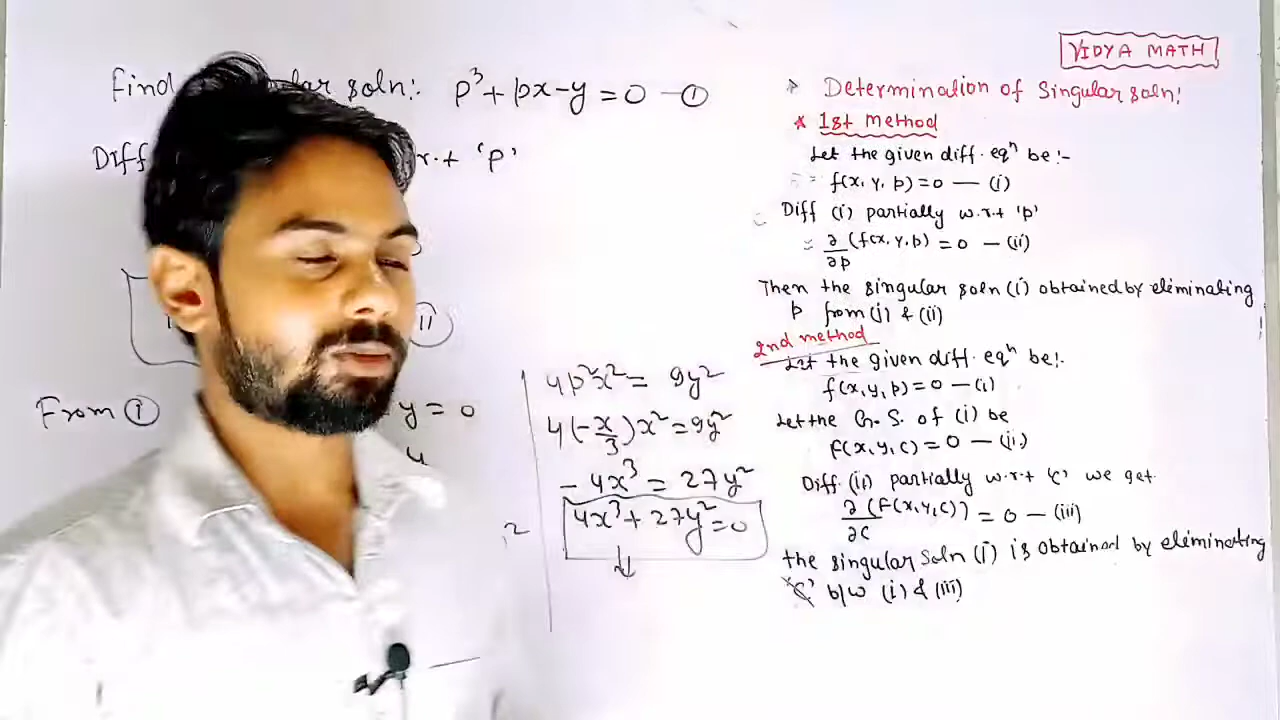 Find lar soln:. p³ + px - y = 0 — ①
Diff r.t 'p'
II
From ① y = 0
4p²x² = 9y²
4(-x/3)x² = 9y²
- 4x³ = 27y²
4x³ + 27y² = 0
VIDYA MATH
Determination of Singular soln:
* 1st method
Let the given diff. eqⁿ be :-
f(x, y, p) = 0 — (i)
Diff (i) partially w.r.t 'p'
= ∂/∂p (f(x, y, p) = 0 — (ii)
Then the singular soln (i) obtained by eleminating
p from (i) & (ii)
2nd method
Let the given diff. eqⁿ be :.
f(x, y, p) = 0 — (i)
Let the G. S. of (i) be
F(x, y, c) = 0 — (ii)
Diff. (ii) partially w.r.t 'c' we get.
∂/∂c (F(x, y, c)) = 0 — (iii)
the singular Soln (i) is obtained by eleminating
'c' b/w (i) & (iii)